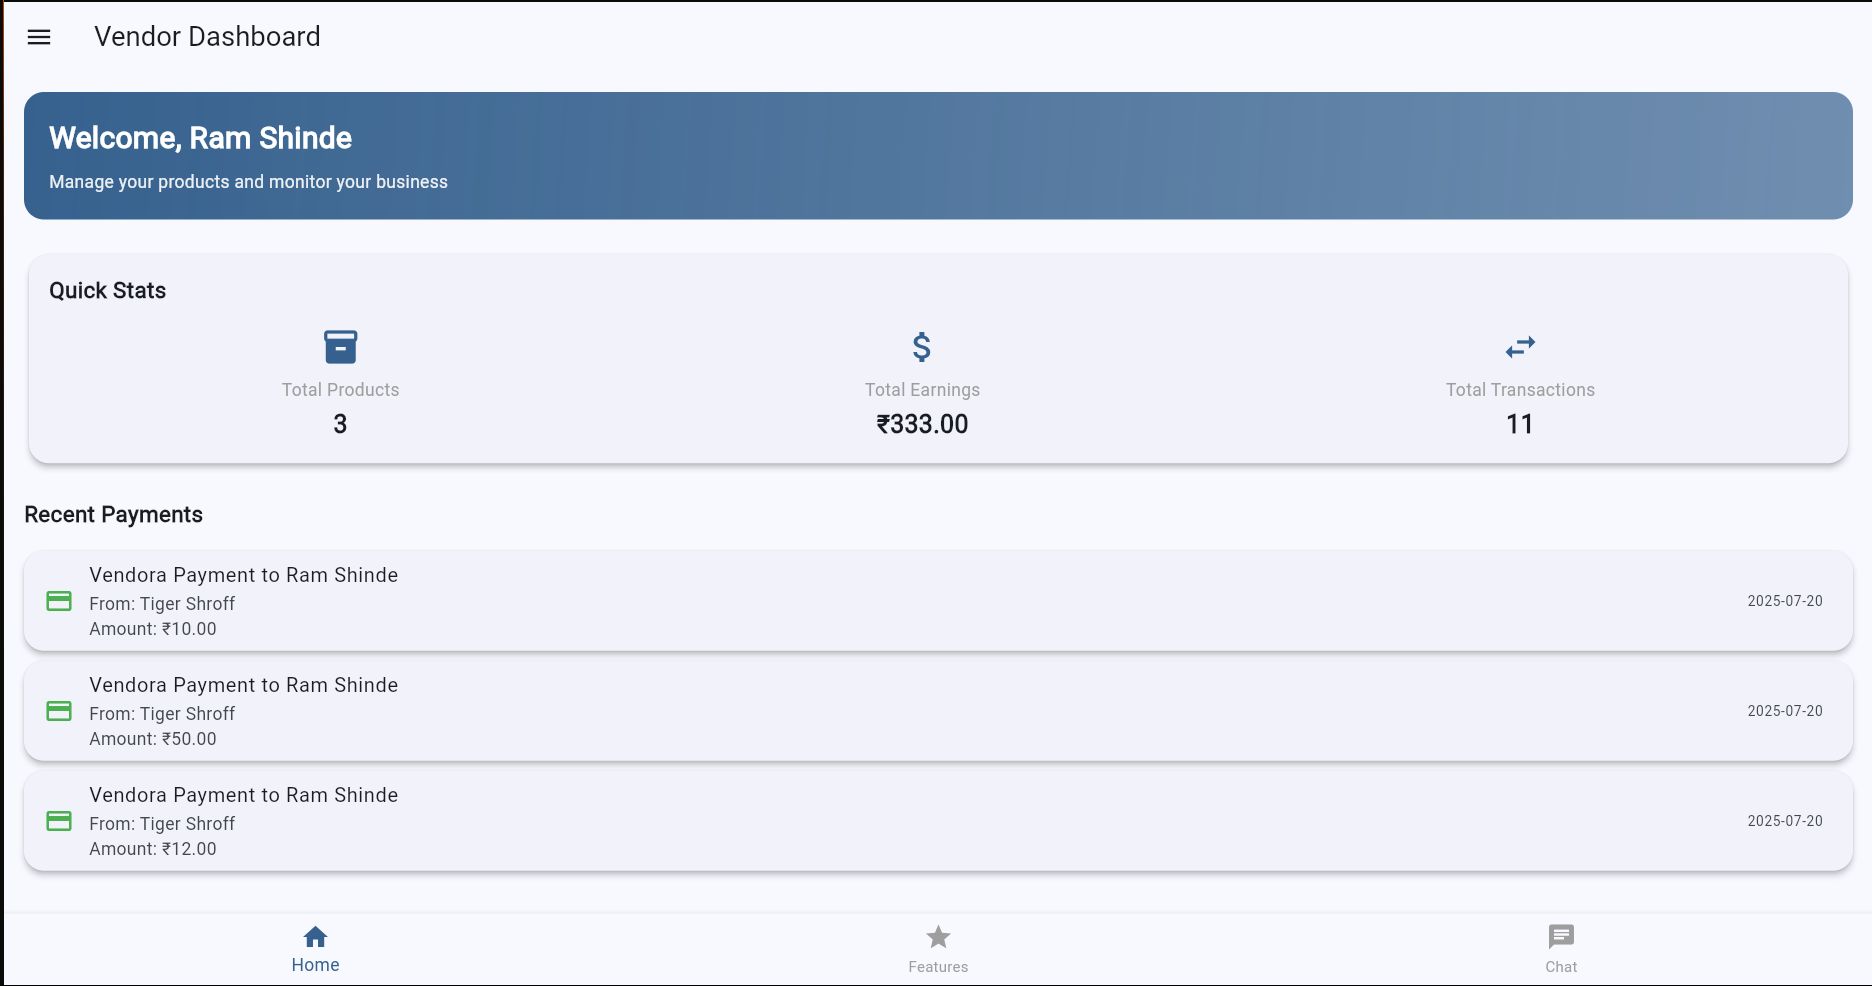 Vendor Dashboard
Welcome, Ram Shinde
Manage your products and monitor your business
Quick Stats
Total Products
3
Total Earnings
₹333.00
Total Transactions
11
Recent Payments
Vendora Payment to Ram Shinde
From: Tiger Shroff
Amount: ₹10.00
2025-07-20
Vendora Payment to Ram Shinde
From: Tiger Shroff
Amount: ₹50.00
2025-07-20
Vendora Payment to Ram Shinde
From: Tiger Shroff
Amount: ₹12.00
2025-07-20
Home
Features
Chat